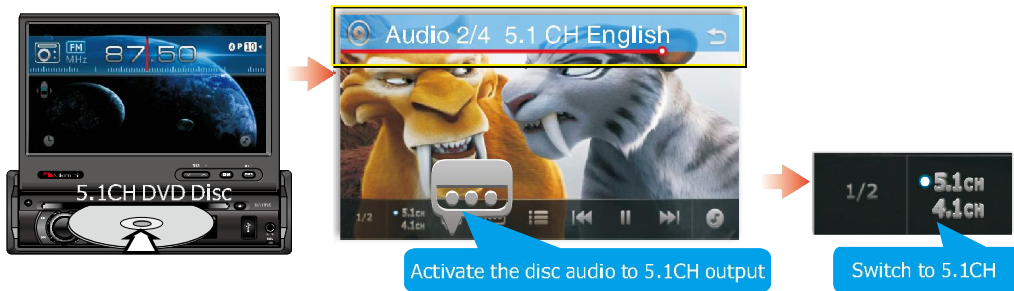 FM
MHz
87.50
P 10
5.1CH DVD Disc
Audio 2/4 5.1 CH English
1/2
5.1CH
4.1CH
Activate the disc audio to 5.1CH output
1/2
5.1CH
4.1CH
Switch to 5.1CH